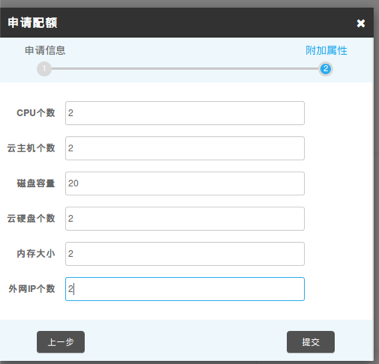 申请配额 ×
申请信息 附加属性
1 2
CPU个数 2
云主机个数 2
磁盘容量 20
云硬盘个数 2
内存大小 2
外网IP个数 2
上一步 提交